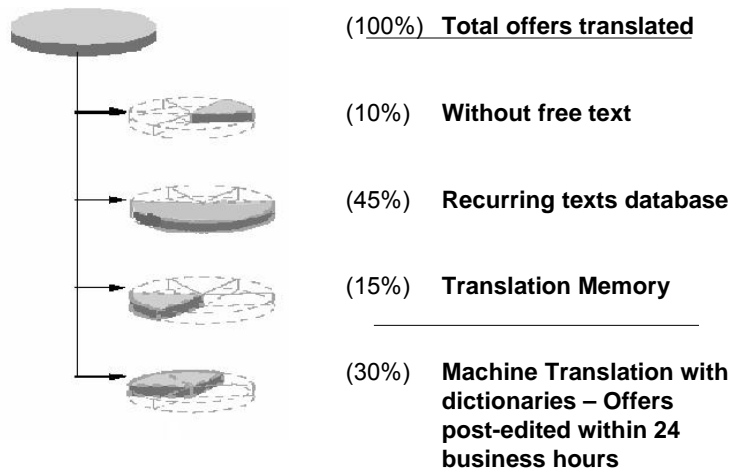 (100%) Total offers translated
(10%) Without free text
(45%) Recurring texts database
(15%) Translation Memory
(30%) Machine Translation with
dictionaries – Offers
post-edited within 24
business hours